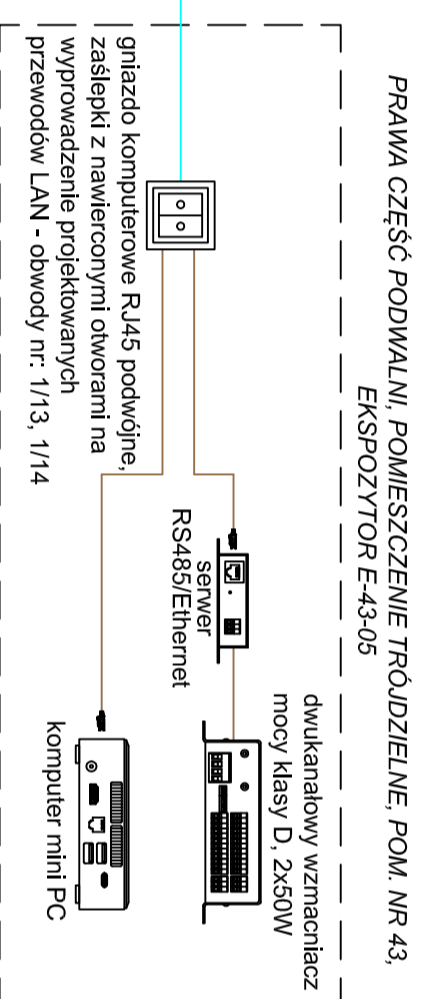 PRAWA CZĘŚĆ PODWALNI, POMIESZCZENIE TRÓJDZIELNE, POM. NR 43,
EKSPOZYTOR E-43-05
dwukanałowy wzmacniacz
mocy klasy D, 2x50W
serwer
RS485/Ethernet
gniazdo komputerowe RJ45 podwójne,
zaślepki z nawierconymi otworami na
wyprowadzenie projektowanych
przewodów LAN - obwody nr: 1/13, 1/14
komputer mini PC